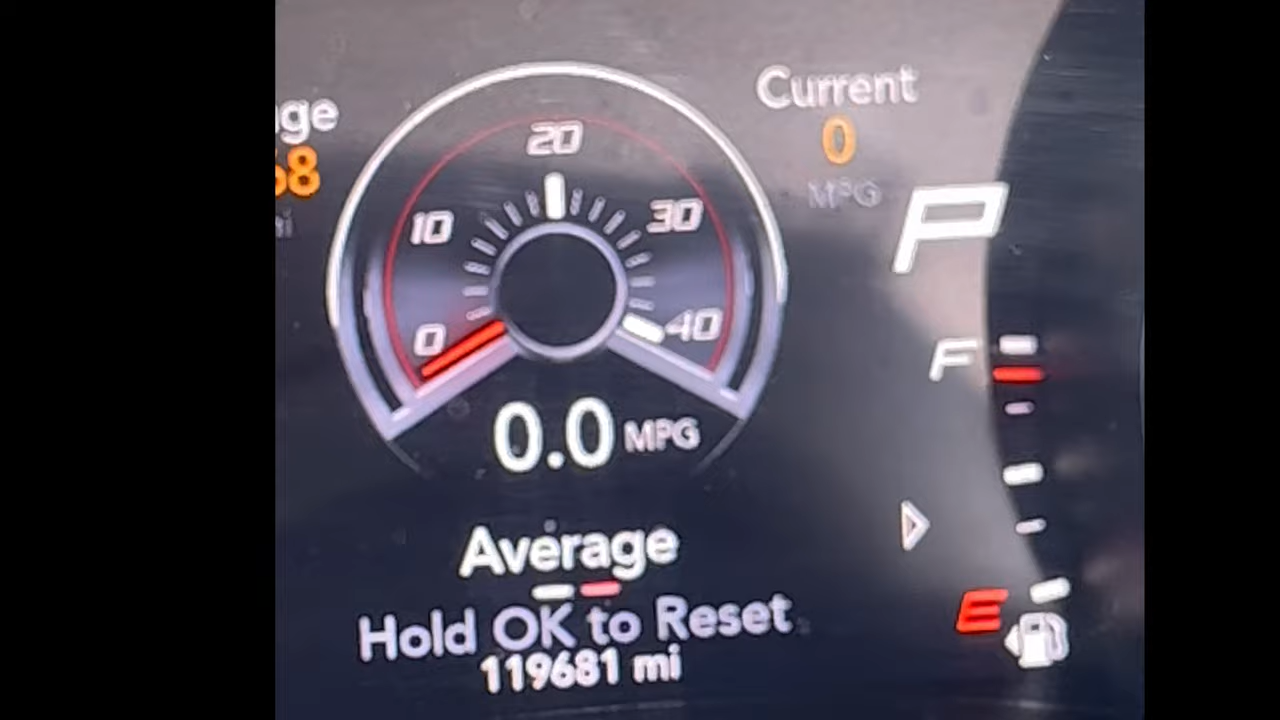 Current
0
MPG
20
10
30
0
40
P
F
0.0 MPG
Average
E
Hold OK to Reset
119681 mi